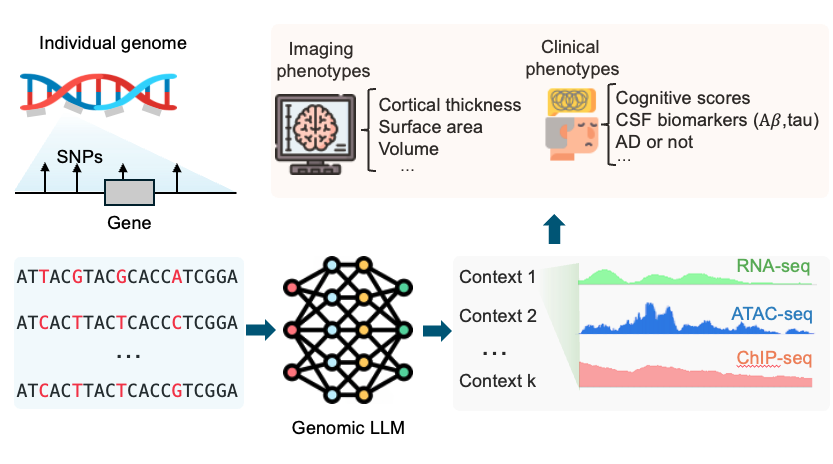 Individual genome
SNPs
Gene
Imaging
phenotypes
Cortical thickness
Surface area
Volume
...
Clinical
phenotypes
Cognitive scores
CSF biomarkers (Aβ,tau)
AD or not
...
ATTACGTACGCACCATCGGA
ATCACTTACTCACCCTCGGA
...
ATCACTTACTCACCGTCGGA
Genomic LLM
Context 1
Context 2
...
Context k
RNA-seq
ATAC-seq
ChIP-seq